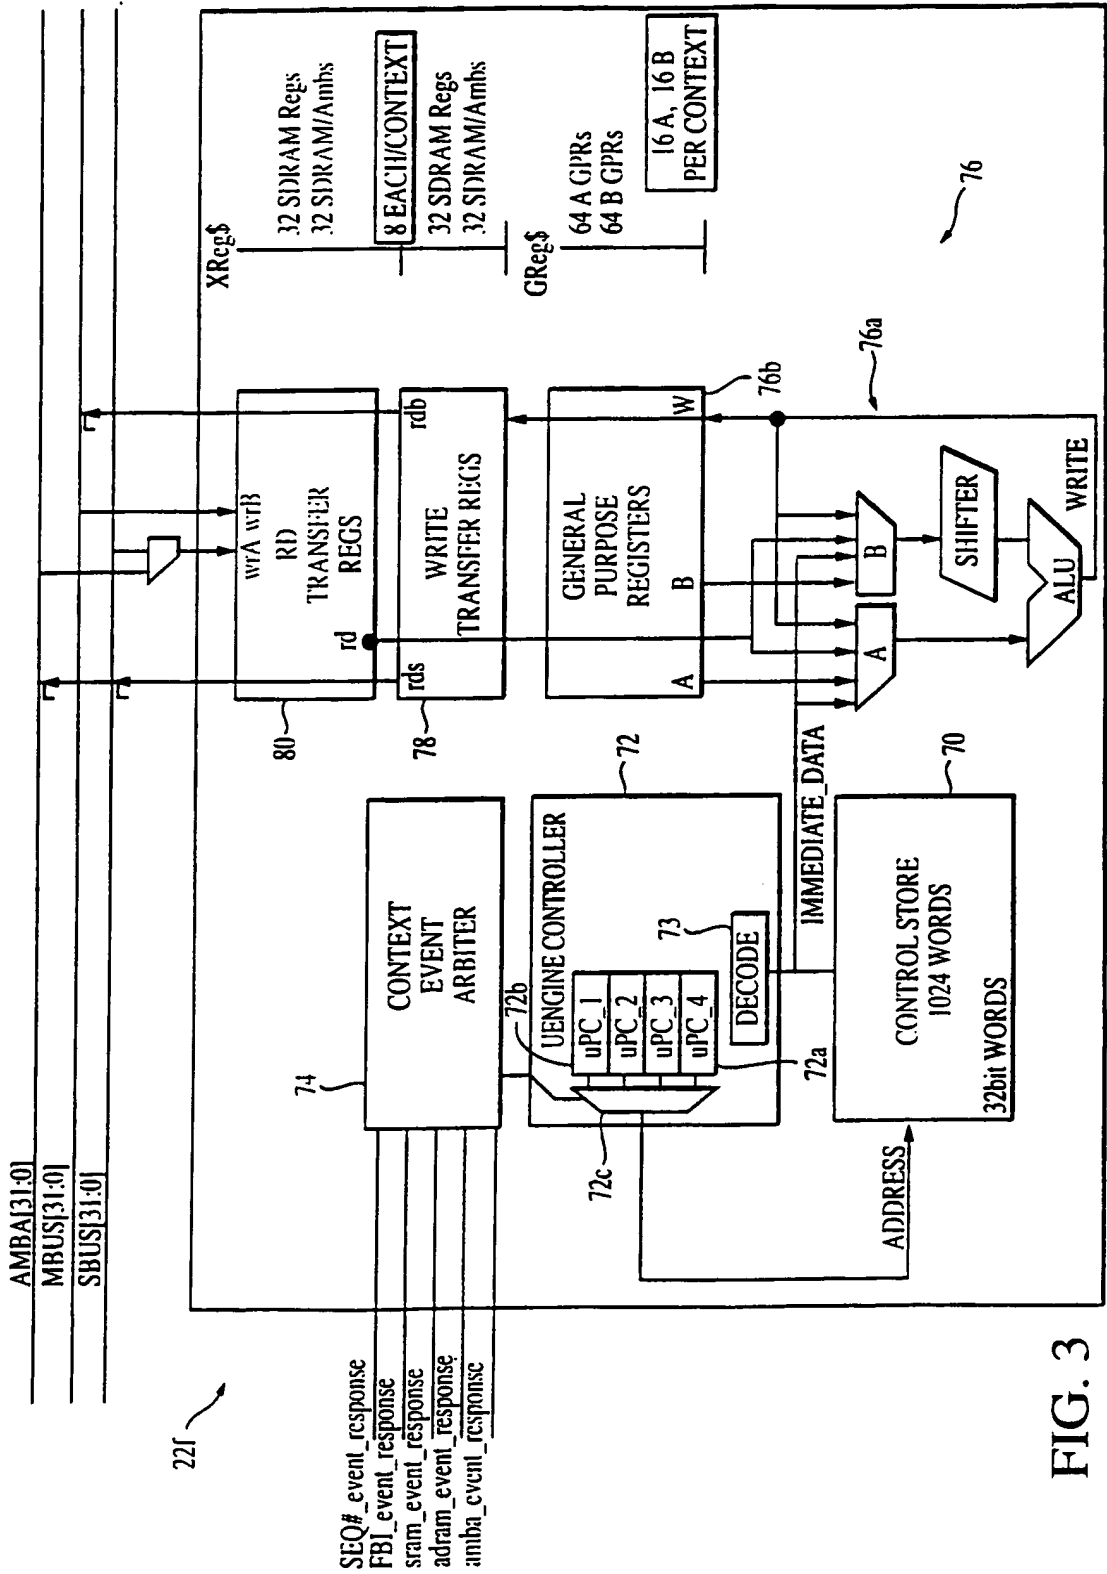 AMBA[31:0]
MBUS[31:0]
SBUS[31:0]
22f
SEQ#_event_response
FBI_event_response
sram_event_response
adram_event_response
amba_event_response
74
CONTEXT
EVENT
ARBITER
72
UENGINE CONTROLLER
72b
uPC_1
uPC_2
uPC_3
uPC_4
72a
72c
73
DECODE
IMMEDIATE_DATA
ADDRESS
70
CONTROL STORE
1024 WORDS
32bit WORDS
80
wrA wrB
RD
TRANSFER
REGS
rd
78
rds
rdb
WRITE
TRANSFER REGS
GENERAL
PURPOSE
REGISTERS
A
B
W
76b
76a
A
B
SHIFTER
ALU
WRITE
76
XReg$
32 SDRAM Regs
32 SDRAM/Ambs
8 EACH/CONTEXT
32 SDRAM Regs
32 SDRAM/Ambs
GReg$
64 A GPRs
64 B GPRs
16 A, 16 B
PER CONTEXT
FIG. 3